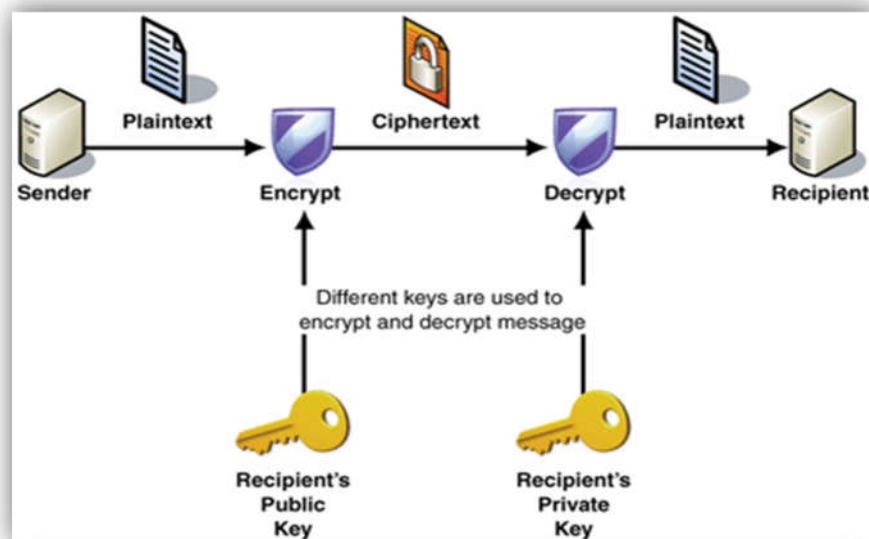 Plaintext
Ciphertext
Plaintext
Sender
Encrypt
Decrypt
Recipient
Different keys are used to
encrypt and decrypt message
Recipient's
Public
Key
Recipient's
Private
Key